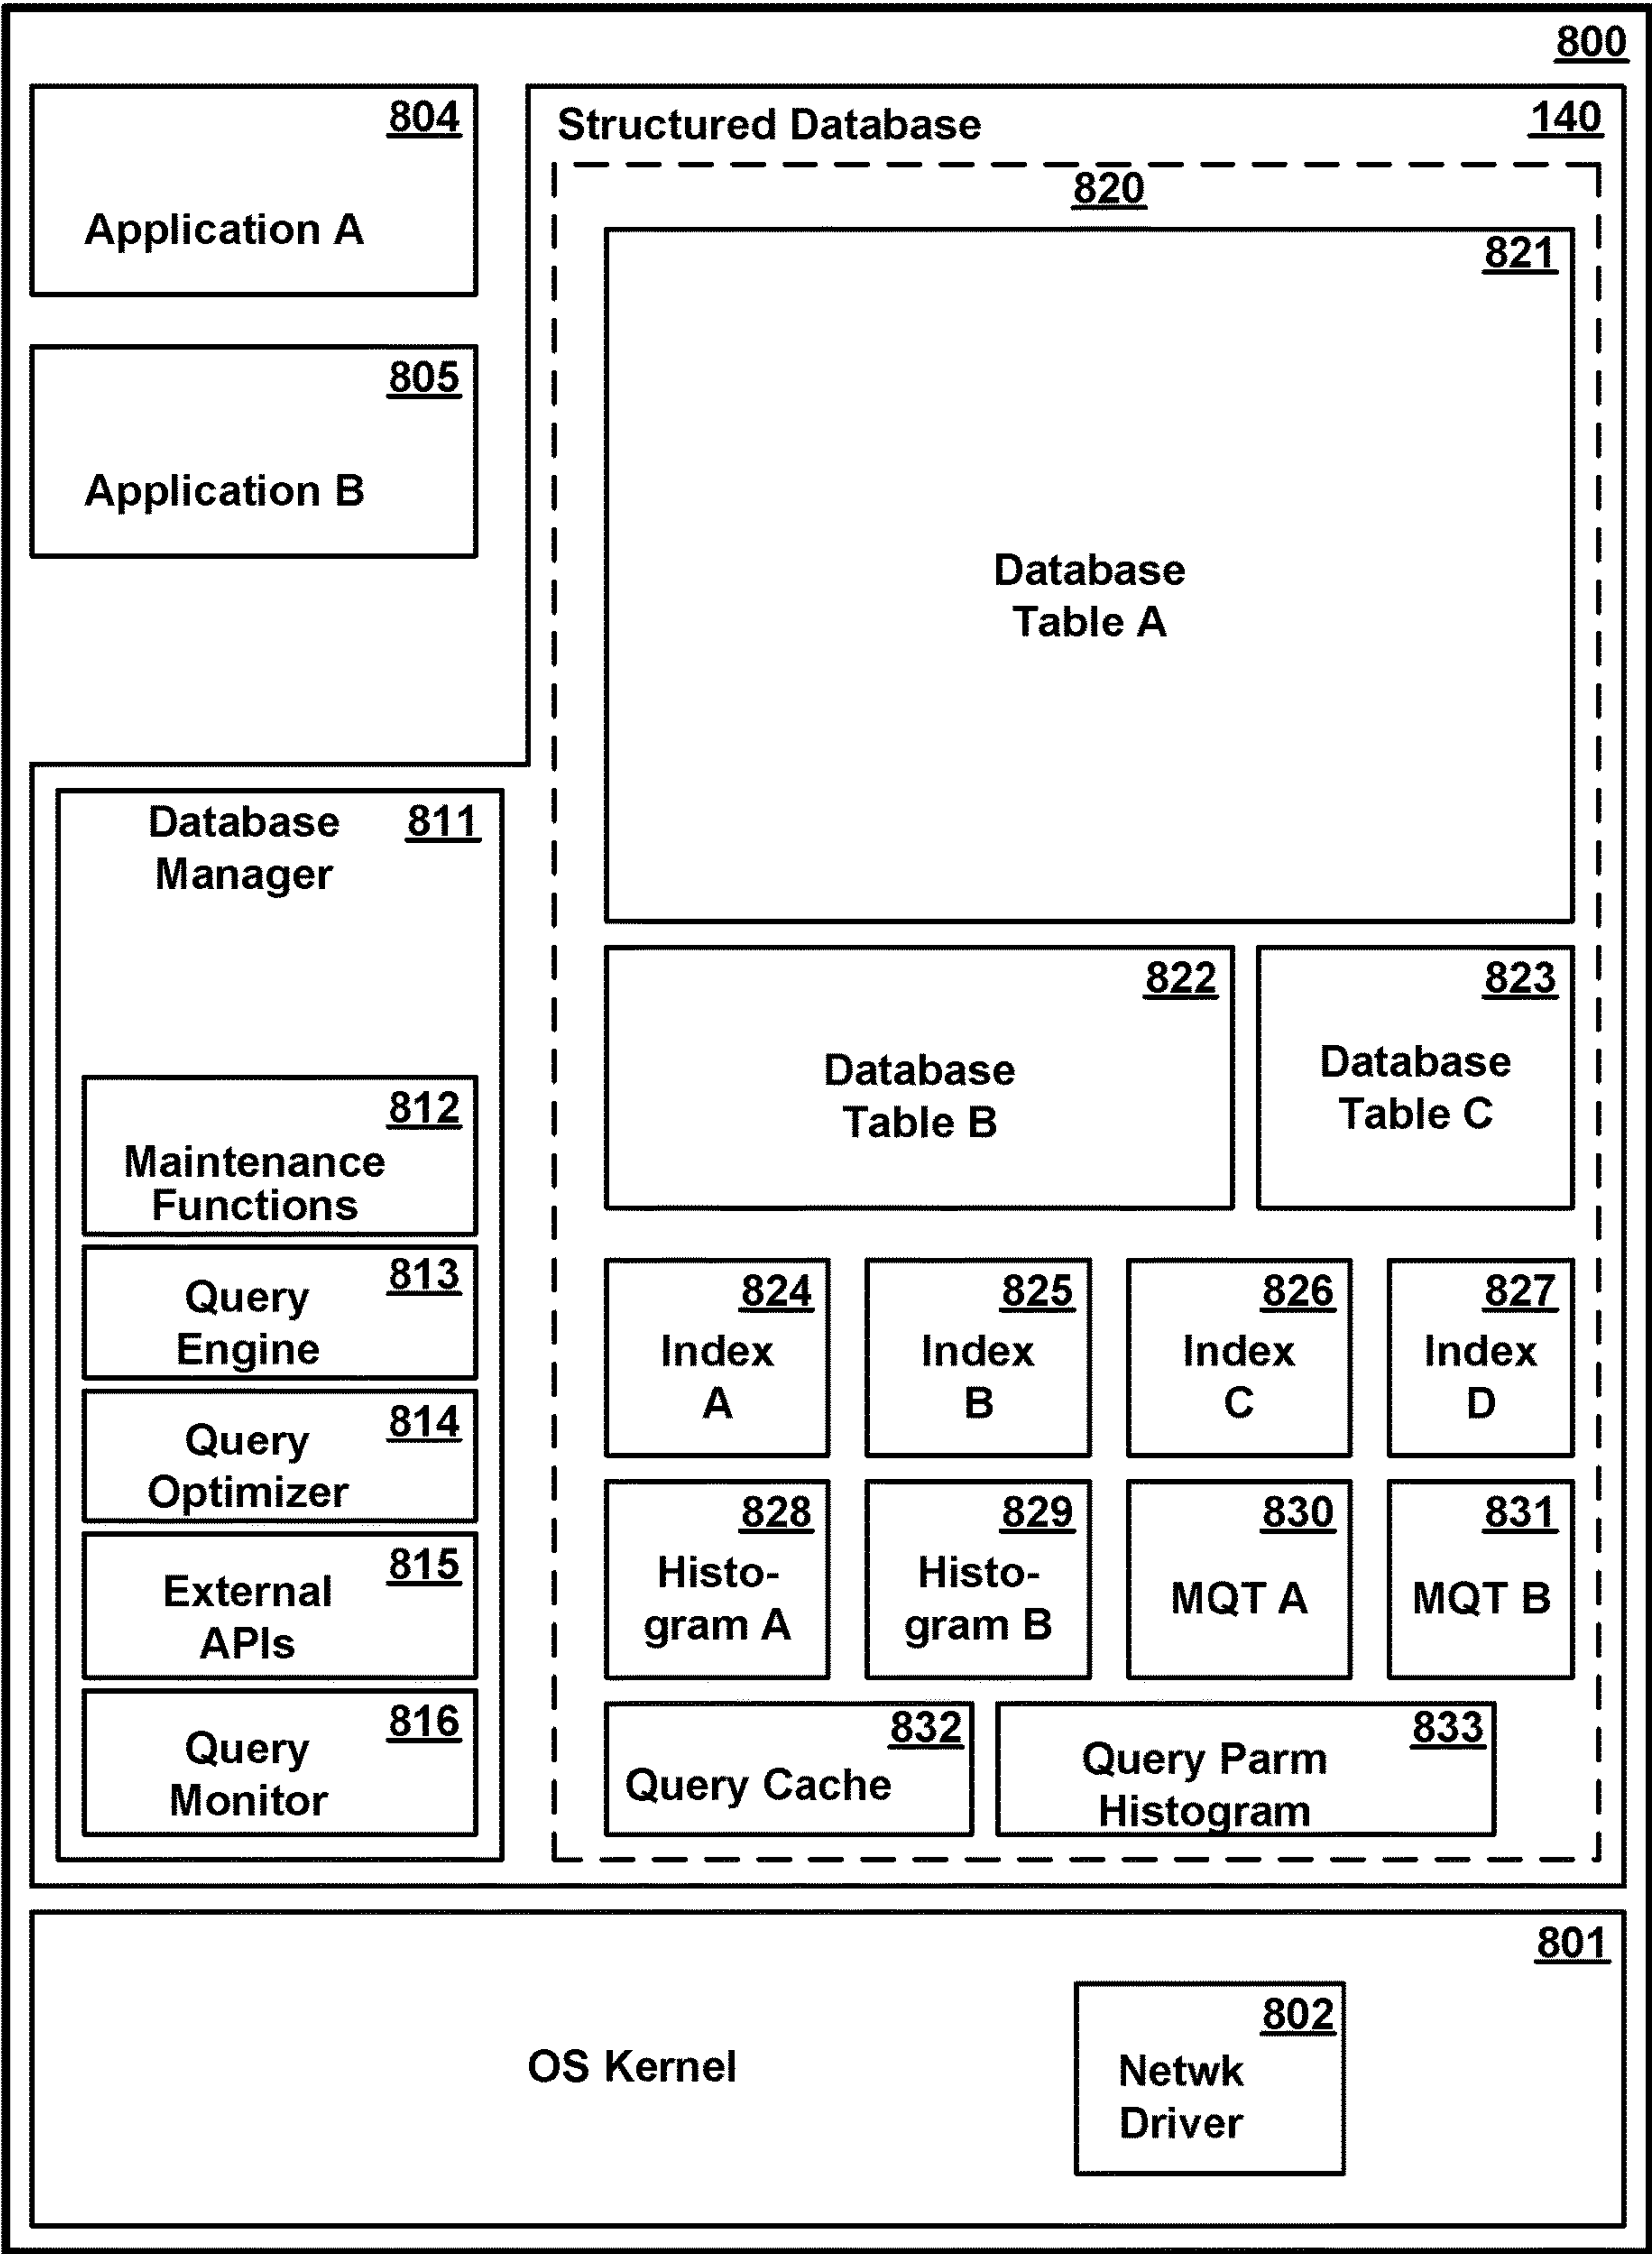 800
804
Application A
805
Application B
Structured Database 140
820
821
Database
Table A
822
Database
Table B
823
Database
Table C
824
Index
A
825
Index
B
826
Index
C
827
Index
D
828
Histo-
gram A
829
Histo-
gram B
830
MQT A
831
MQT B
832
Query Cache
833
Query Parm
Histogram
Database 811
Manager
812
Maintenance
Functions
813
Query
Engine
814
Query
Optimizer
815
External
APIs
816
Query
Monitor
801
OS Kernel
802
Netwk
Driver